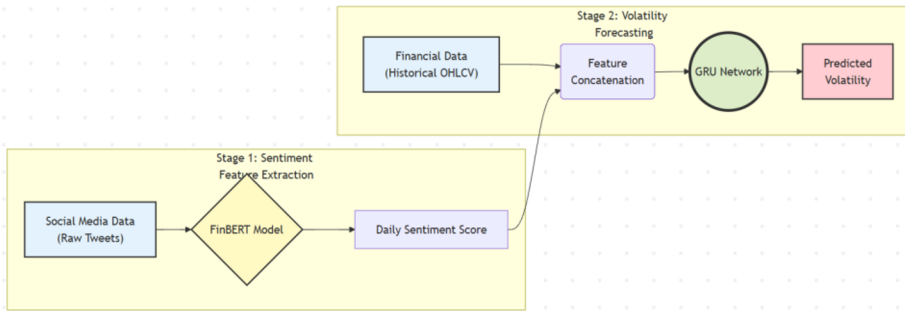 Stage 2: Volatility
Forecasting
Financial Data
(Historical OHLCV)
Feature
Concatenation
GRU Network
Predicted
Volatility
Stage 1: Sentiment
Feature Extraction
Social Media Data
(Raw Tweets)
FinBERT Model
Daily Sentiment Score